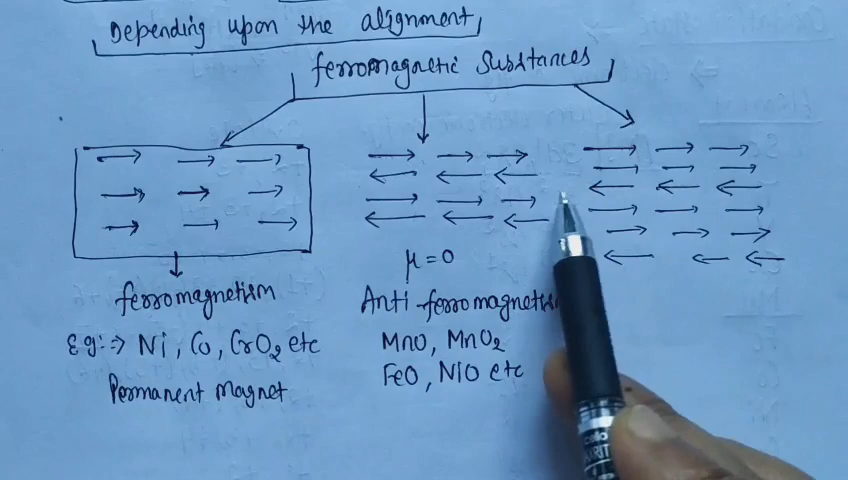 Depending upon the alignment
ferromagnetic Substances
μ = 0
ferromagnetism
Eg:-> Ni, Co, CrO2 etc
Permanent Magnet
Anti ferromagnetis
MnO, MnO2
FeO, NiO etc